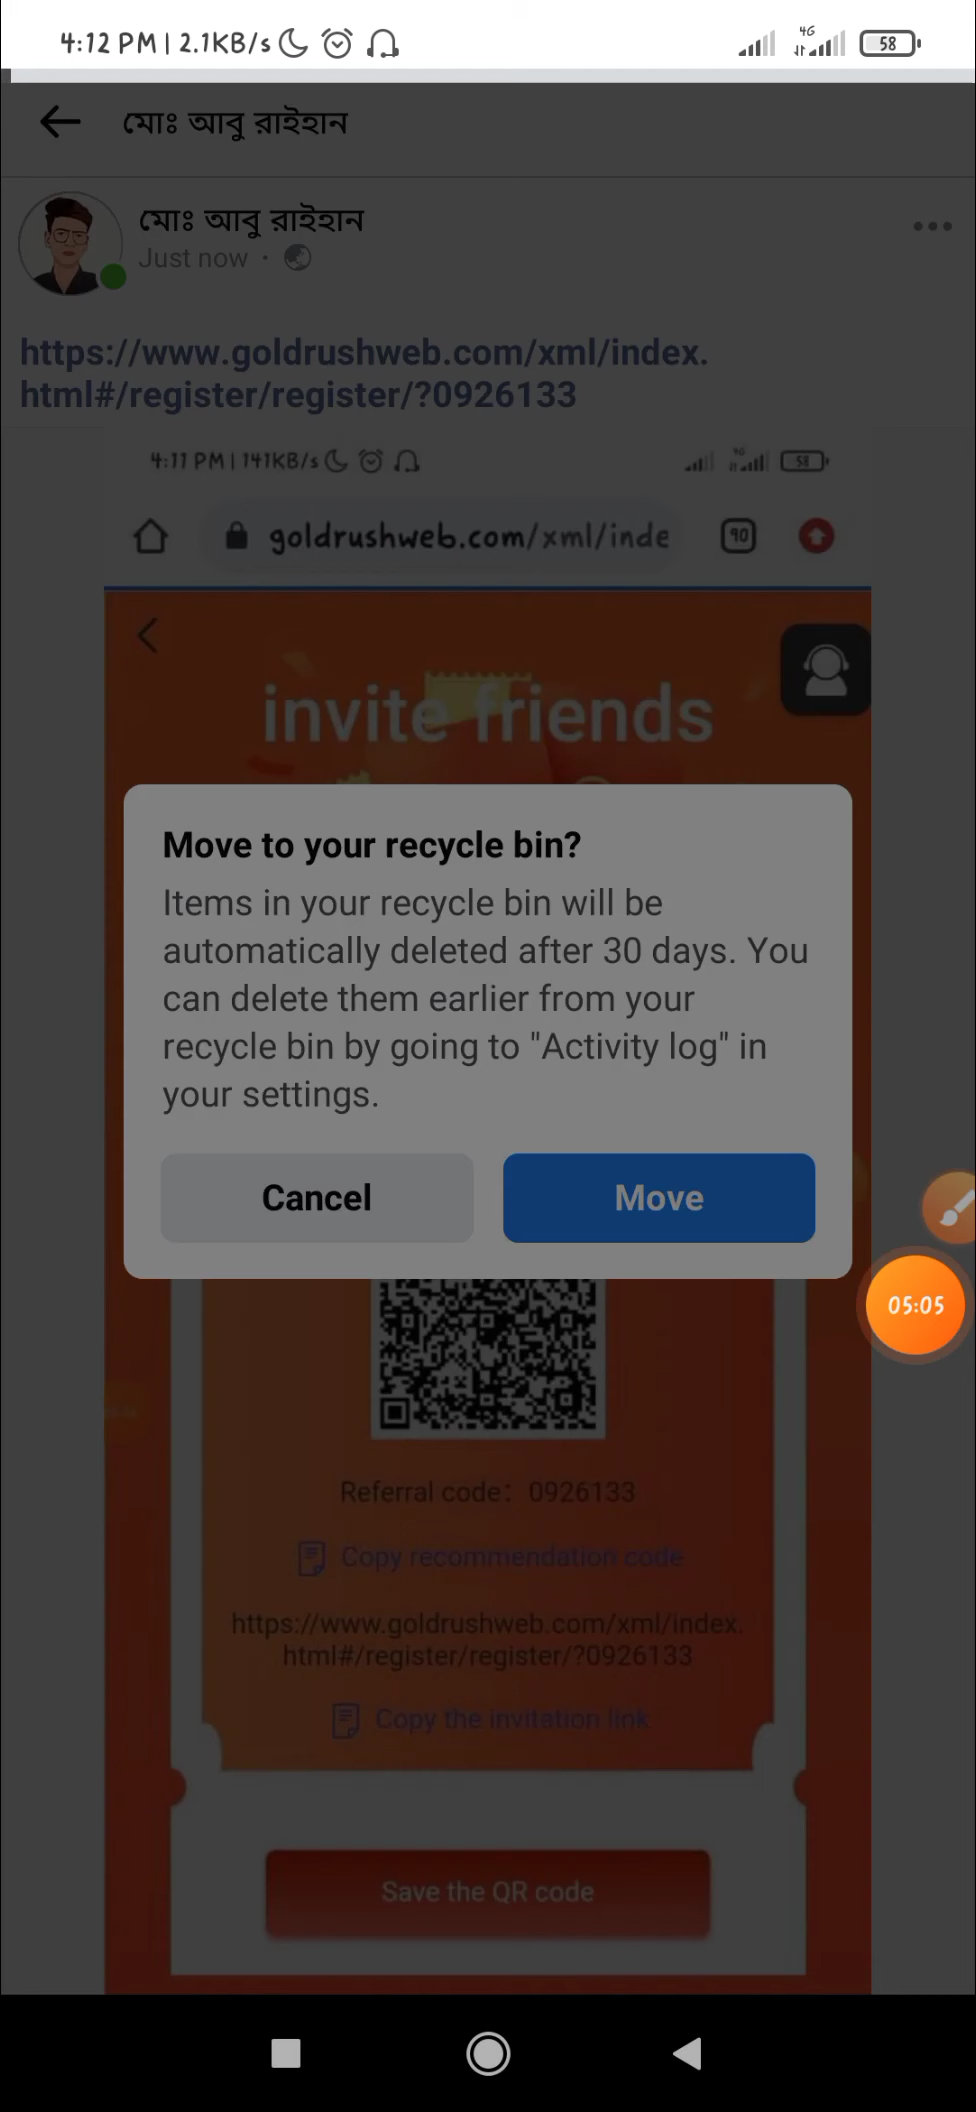 4:12 PM | 2.1KB/s
4G
58
মোঃ আবু রাইহান
মোঃ আবু রাইহান
Just now ·
https://www.goldrushweb.com/xml/index.
html#/register/register/?0926133
4:11 PM | 141KB/s
4G
58
goldrushweb.com/xml/inde
90
invite friends
Move to your recycle bin?
Items in your recycle bin will be
automatically deleted after 30 days. You
can delete them earlier from your
recycle bin by going to "Activity log" in
your settings.
Cancel
Move
05:05
Referral code: 0926133
Copy recommendation code
https://www.goldrushweb.com/xml/index.
html#/register/register/?0926133
Copy the invitation link
Save the QR code